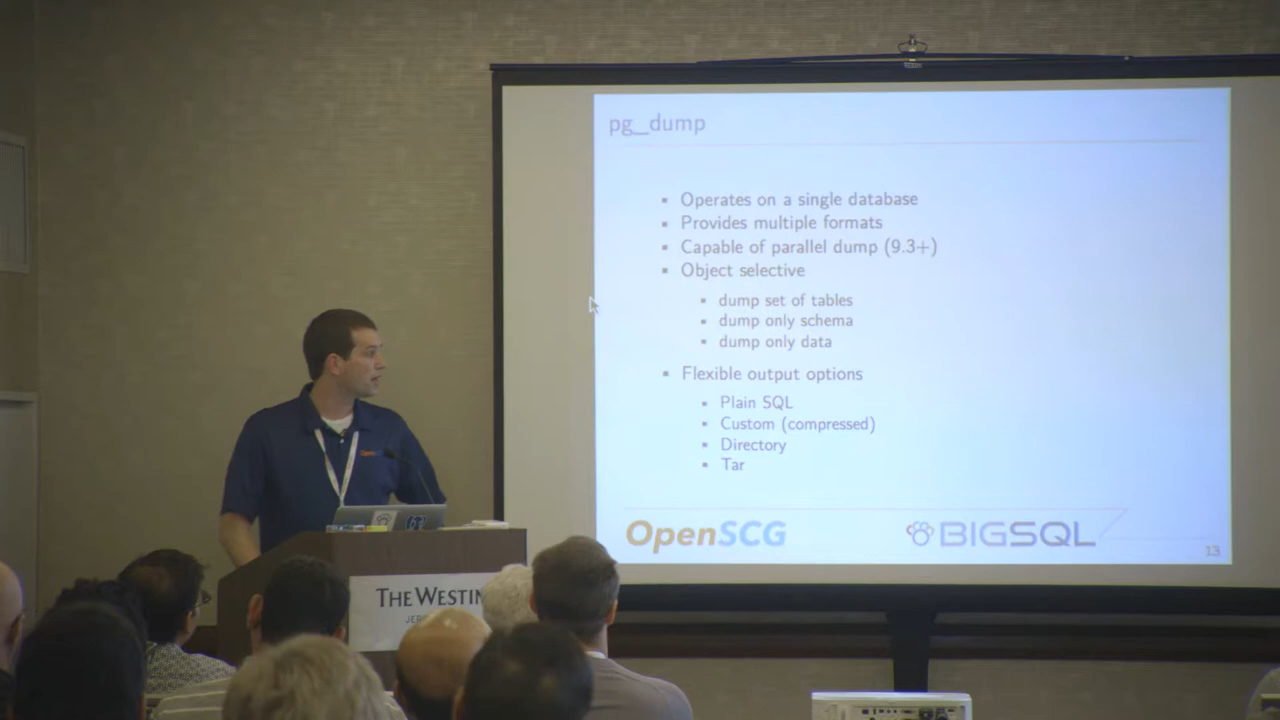 pg_dump
Operates on a single database
Provides multiple formats
Capable of parallel dump (9.3+)
Object selective
dump set of tables
dump only schema
dump only data
Flexible output options
Plain SQL
Custom (compressed)
Directory
Tar
OpenSCG
BIGSQL
13
Open
THE WESTIN